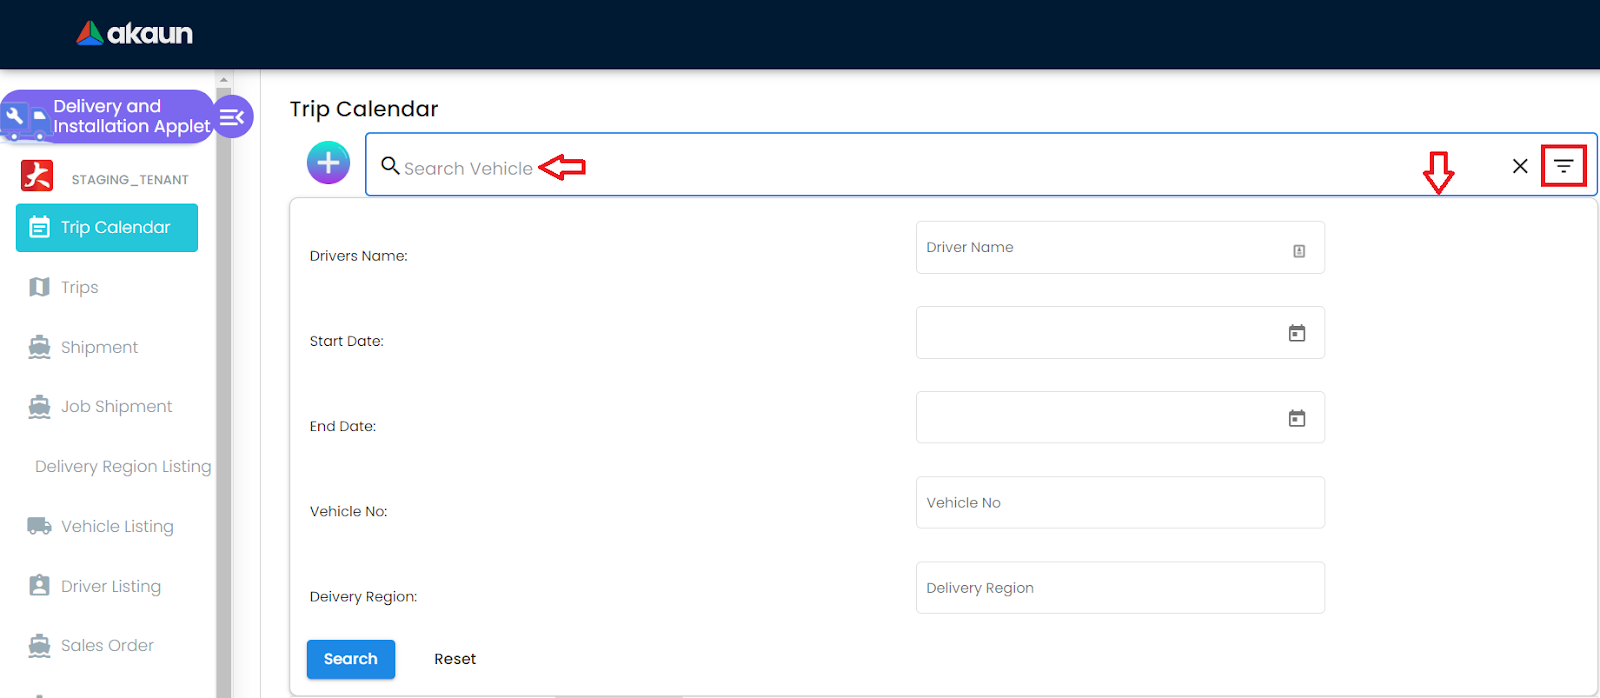 akaun
Delivery and
Installation Applet
STAGING_TENANT
Trip Calendar
Trips
Shipment
Job Shipment
Delivery Region Listing
Vehicle Listing
Driver Listing
Sales Order
Trip Calendar
Search Vehicle
Drivers Name:
Driver Name
Start Date:
End Date:
Vehicle No:
Vehicle No
Deivery Region:
Delivery Region
Search
Reset